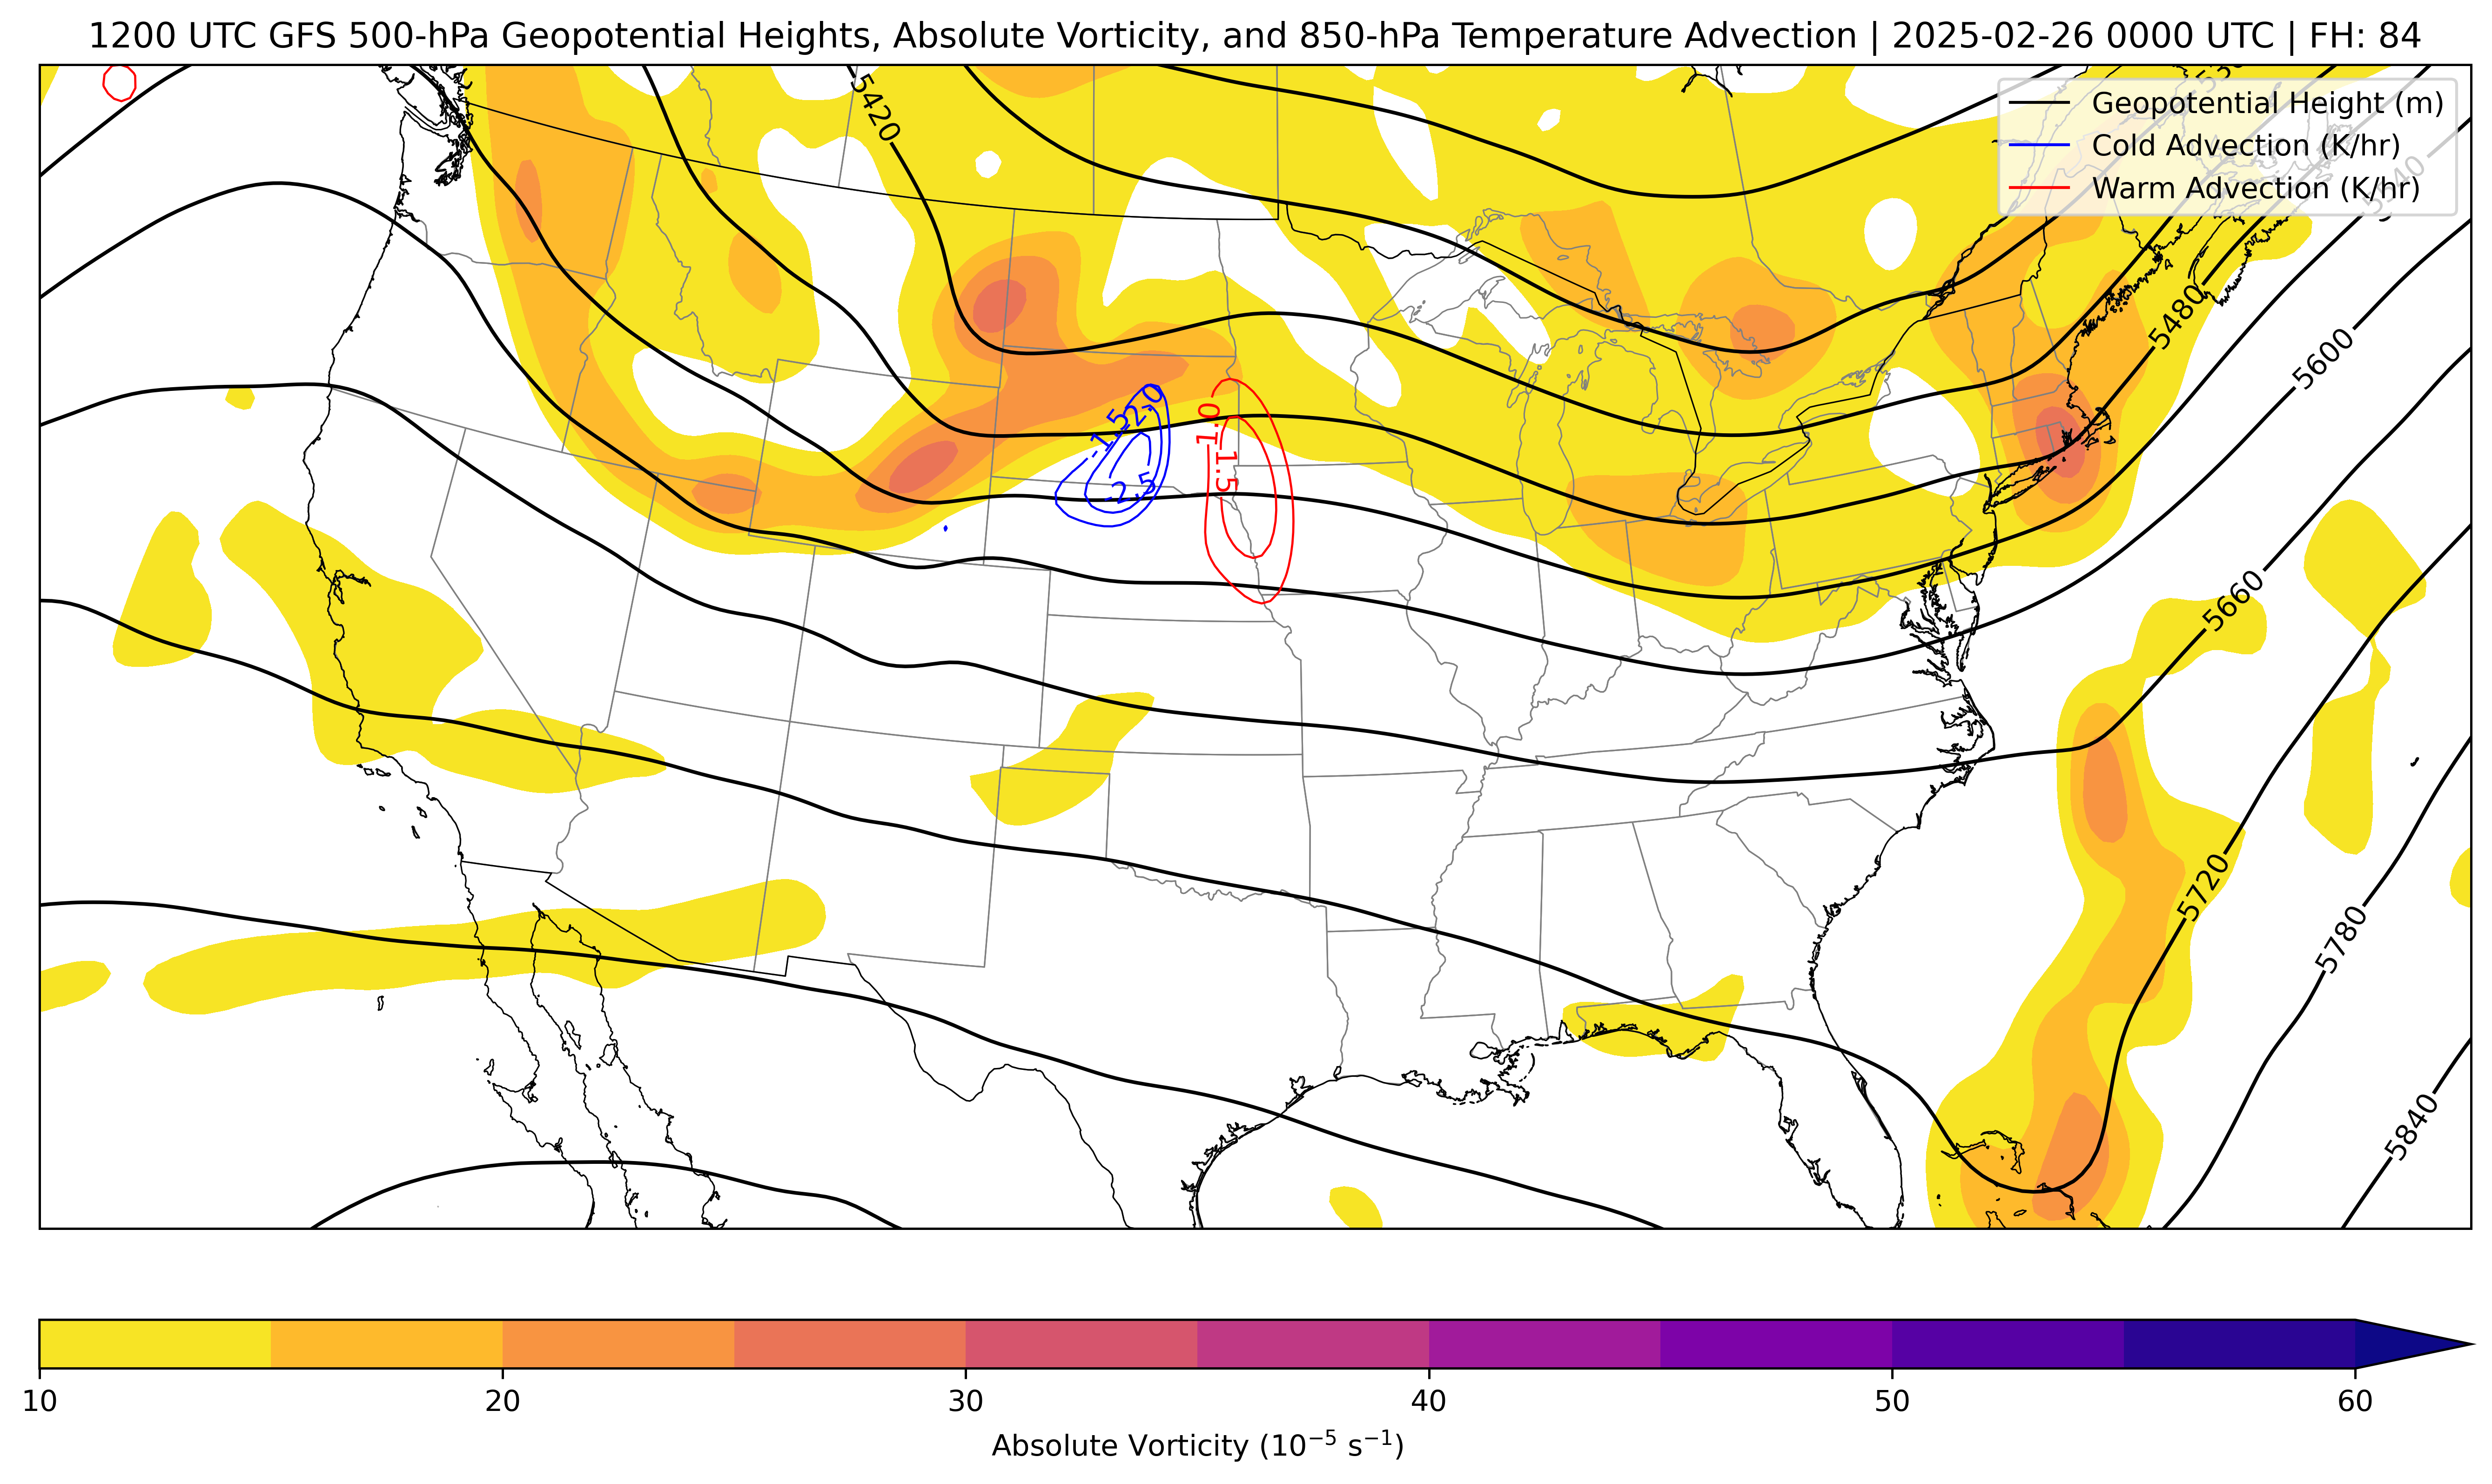 1200 UTC GFS 500-hPa Geopotential Heights, Absolute Vorticity, and 850-hPa Temperature Advection | 2025-02-26 0000 UTC | FH: 84
Geopotential Height (m)
Cold Advection (K/hr)
Warm Advection (K/hr)
5420
5340
5480
5600
-1.5
-2.0
-2.5
1.0
1.5
5660
5720
5780
5840
10 20 30 40 50 60
Absolute Vorticity (10⁻⁵ s⁻¹)